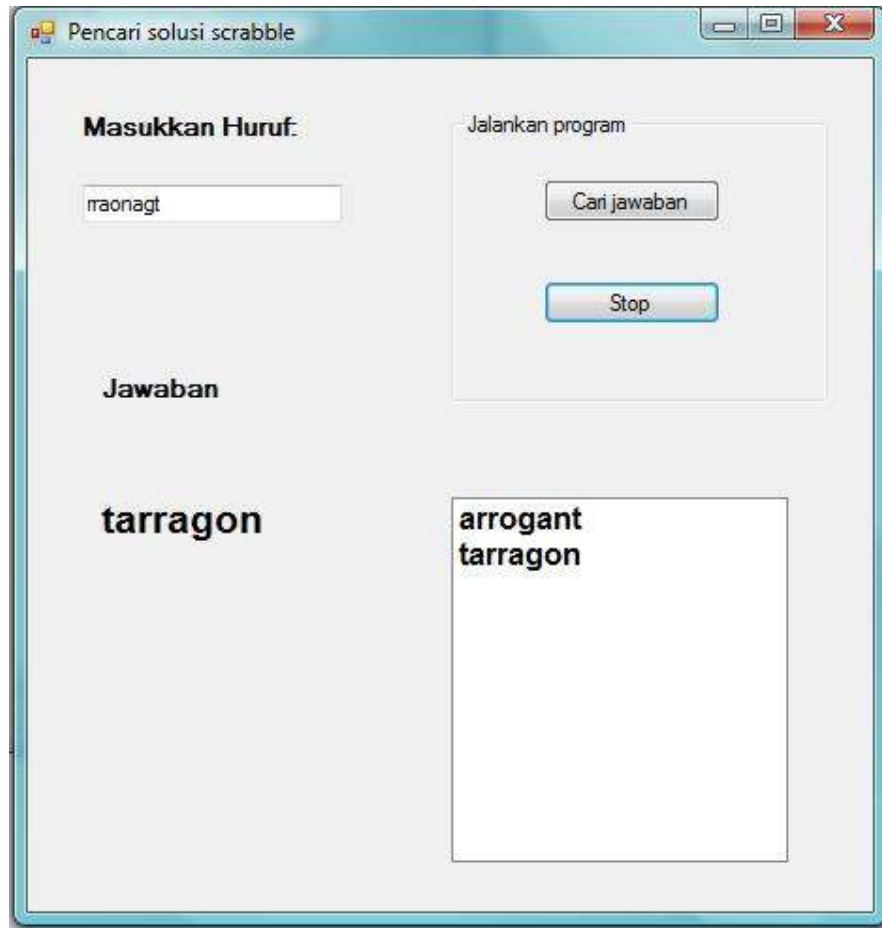 Pencari solusi scrabble
Masukkan Huruf:
Jalankan program
rraonagt
Cari jawaban
Stop
Jawaban
tarragon
arrogant
tarragon